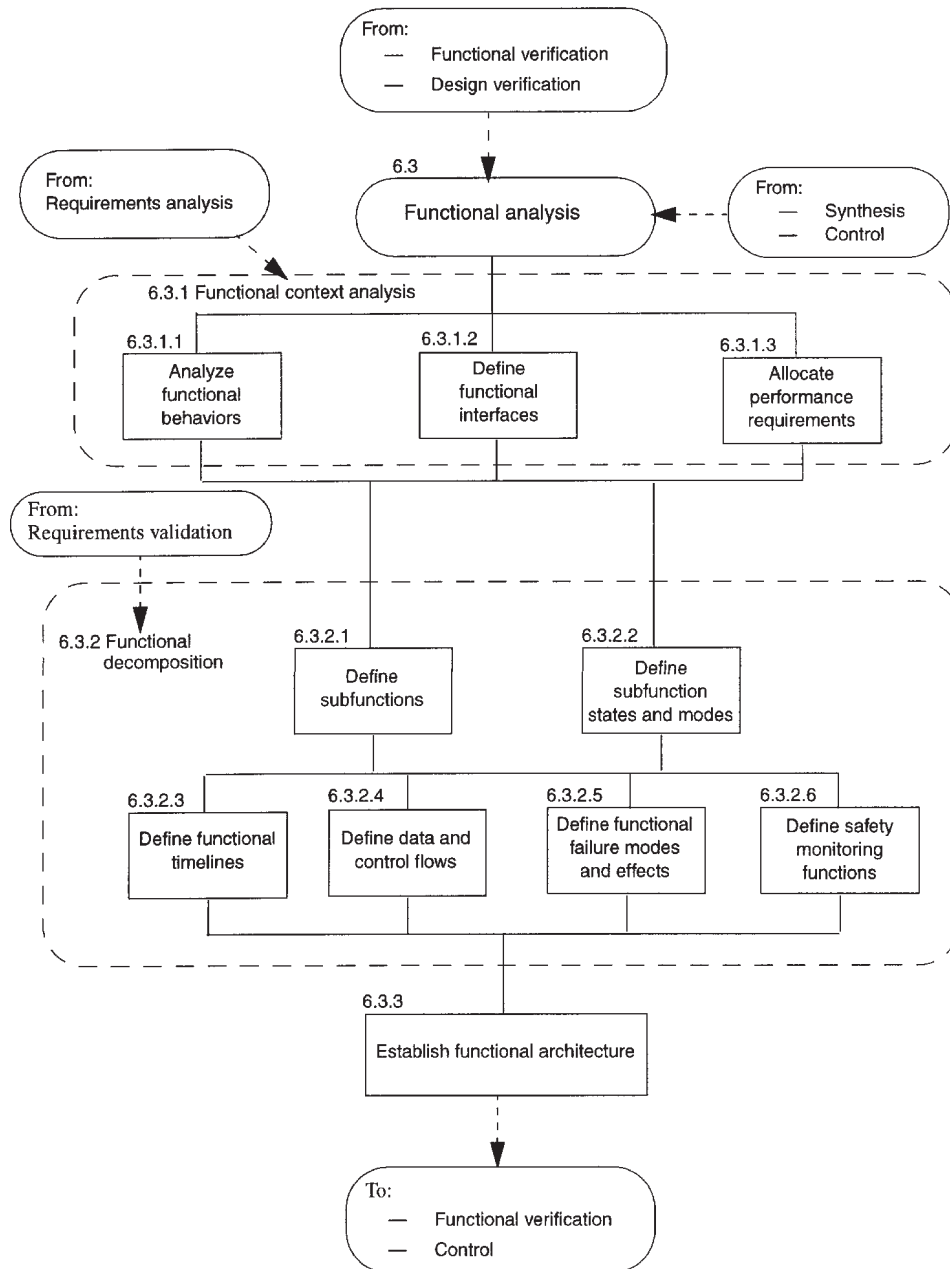 From:
— Functional verification
— Design verification
6.3
Functional analysis
From:
Requirements analysis
From:
— Synthesis
— Control
6.3.1 Functional context analysis
6.3.1.1
Analyze
functional
behaviors
6.3.1.2
Define
functional
interfaces
6.3.1.3
Allocate
performance
requirements
From:
Requirements validation
6.3.2 Functional
decomposition
6.3.2.1
Define
subfunctions
6.3.2.2
Define
subfunction
states and modes
6.3.2.3
Define functional
timelines
6.3.2.4
Define data and
control flows
6.3.2.5
Define functional
failure modes
and effects
6.3.2.6
Define safety
monitoring
functions
6.3.3
Establish functional architecture
To:
— Functional verification
— Control